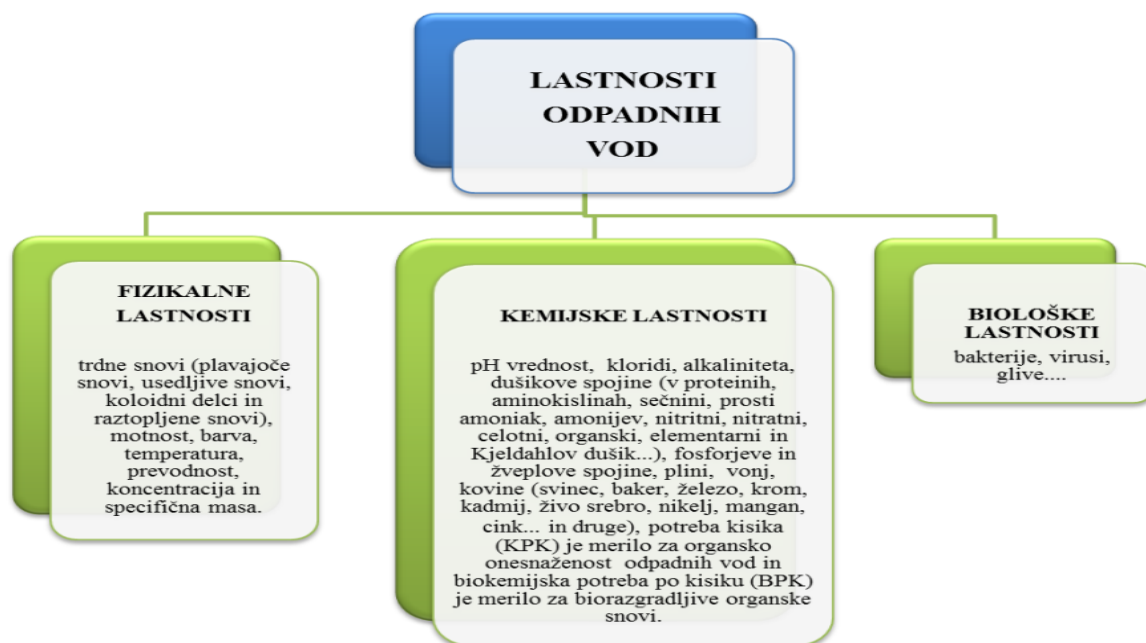 LASTNOSTI
ODPADNIH
VOD
FIZIKALNE
LASTNOSTI
trdne snovi (plavajoče
snovi, usedljive snovi,
koloidni delci in
raztopljene snovi),
motnost, barva,
temperatura,
prevodnost,
koncentracija in
specifična masa.
KEMIJSKE LASTNOSTI
pH vrednost, kloridi, alkaliniteta,
dušikove spojine (v proteinih,
aminokislinah, sečnini, prosti
amoniak, amonijev, nitritni, nitratni,
celotni, organski, elementarni in
Kjeldahlov dušik...), fosforjeve in
žveplove spojine, plini, vonj,
kovine (svinec, baker, železo, krom,
kadmij, živo srebro, nikelj, mangan,
cink... in druge), potreba kisika
(KPK) je merilo za organsko
onesnaženost odpadnih vod in
biokemijska potreba po kisiku (BPK)
je merilo za biorazgradljive organske
snovi.
BIOLOŠKE
LASTNOSTI
bakterije, virusi,
glive....